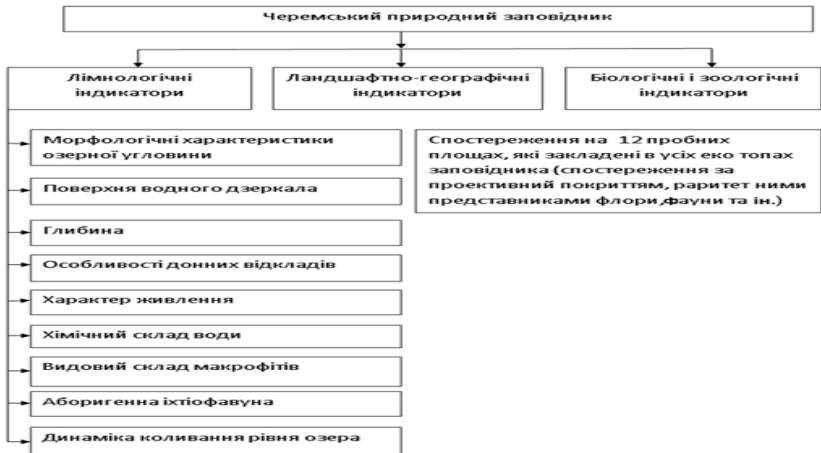 Черемський природний заповідник
Лімнологічні
індикатори
Ландшафтно-географічні
індикатори
Біологічні і зоологічні
індикатори
Морфологічні характеристики
озерної угловини
Поверхня водного дзеркала
Глибина
Особливості донних відкладів
Характер живлення
Хімічний склад води
Видовий склад макрофітів
Аборигенна іхтіофавуна
Динаміка коливання рівня озера
Спостереження на 12 пробних
площах, які закладені в усіх еко топах
заповідника (спостереження за
проективний покриттям, раритет ними
представниками флори,фауни та ін.)